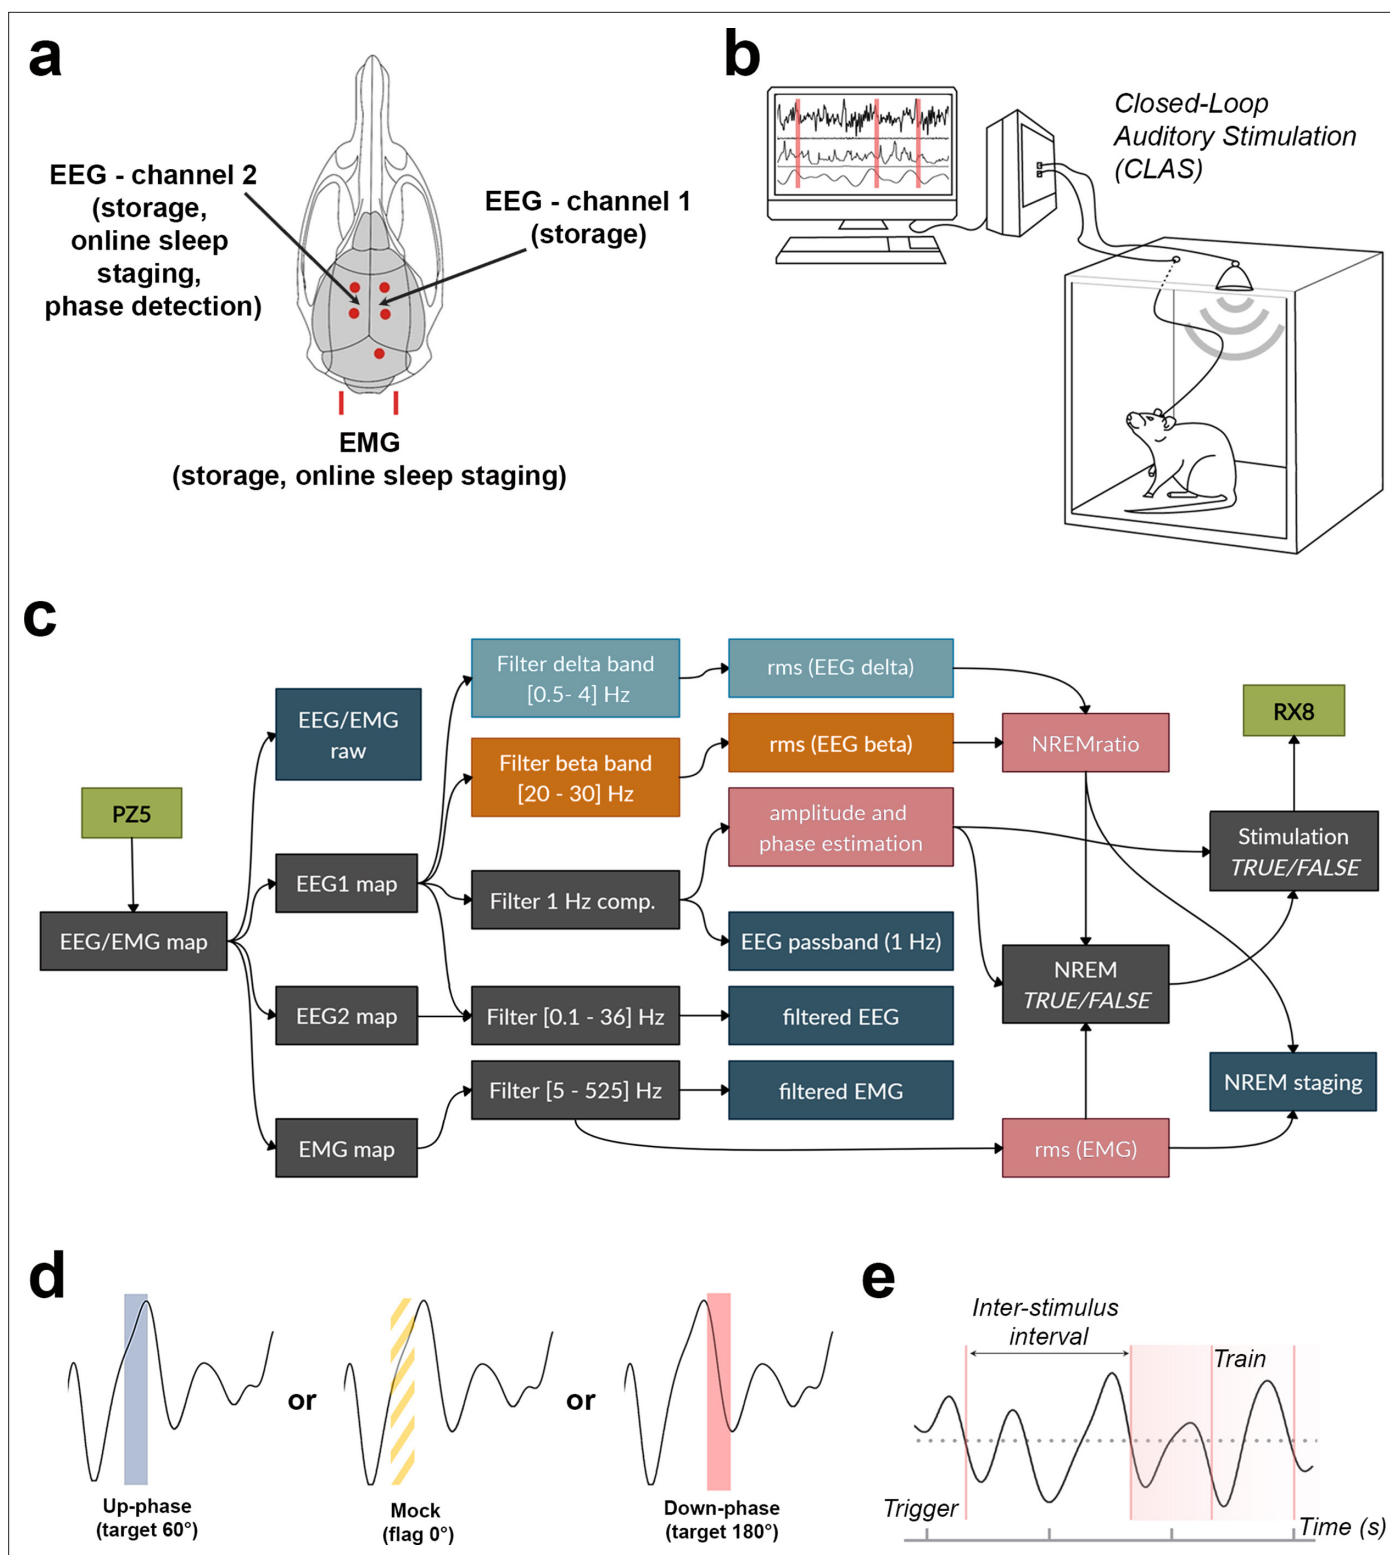 a
EEG - channel 2
(storage,
online sleep
staging,
phase detection)
EEG - channel 1
(storage)
EMG
(storage, online sleep staging)
b
Closed-Loop
Auditory Stimulation
(CLAS)
c
PZ5
EEG/EMG map
EEG/EMG
raw
EEG1 map
EEG2 map
EMG map
Filter delta band
[0.5- 4] Hz
Filter beta band
[20 - 30] Hz
Filter 1 Hz comp.
Filter [0.1 - 36] Hz
Filter [5 - 525] Hz
rms (EEG delta)
rms (EEG beta)
amplitude and
phase estimation
EEG passband (1 Hz)
filtered EEG
filtered EMG
NREMratio
NREM
TRUE/FALSE
rms (EMG)
RX8
Stimulation
TRUE/FALSE
NREM staging
d
Up-phase
(target 60°)
or
Mock
(flag 0°)
or
Down-phase
(target 180°)
e
Inter-stimulus
interval
Train
Trigger
Time (s)